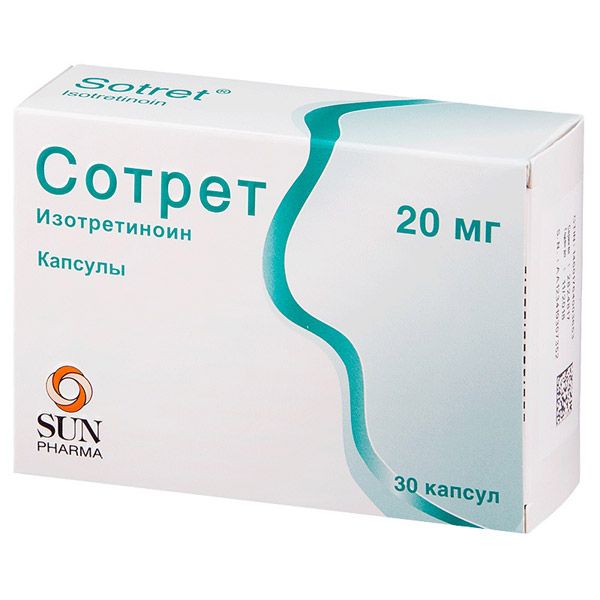 Sotret®
Isotretinoin
Сотрет
Изотретиноин
Капсулы
20 мг
SUN
PHARMA
30 капсул